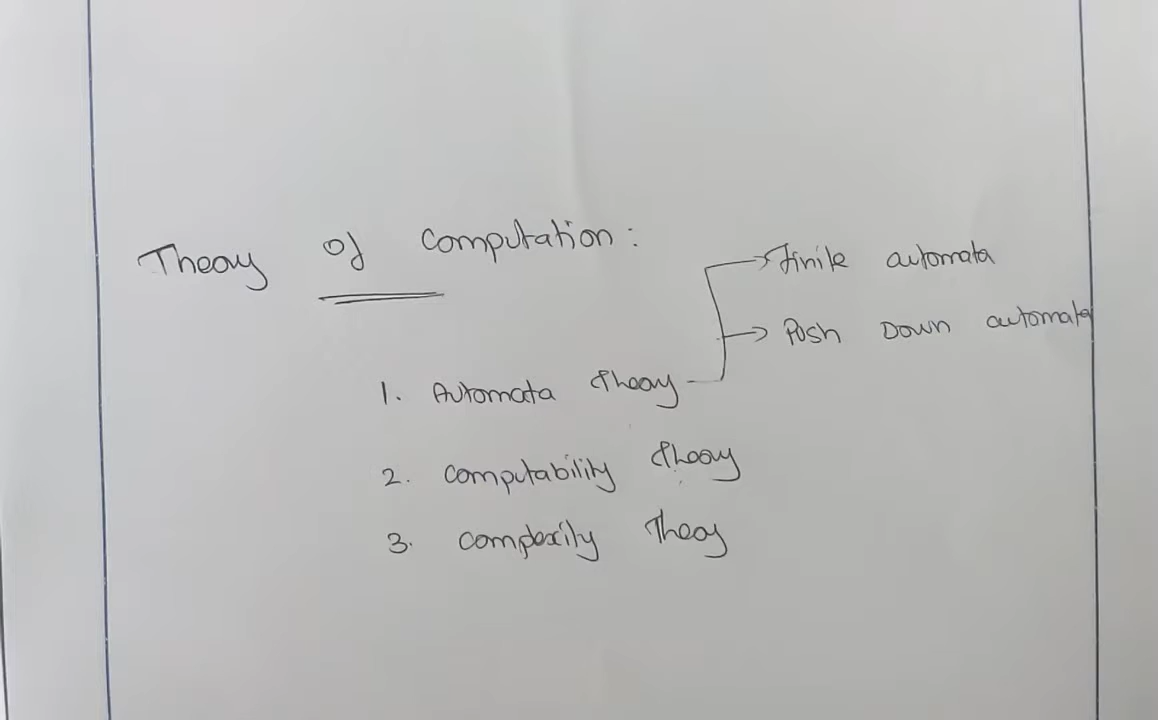 Theory of Computation:
Finite automata
Push Down automata
1. Automata Theory
2. Computability Theory
3. Complexity Theory